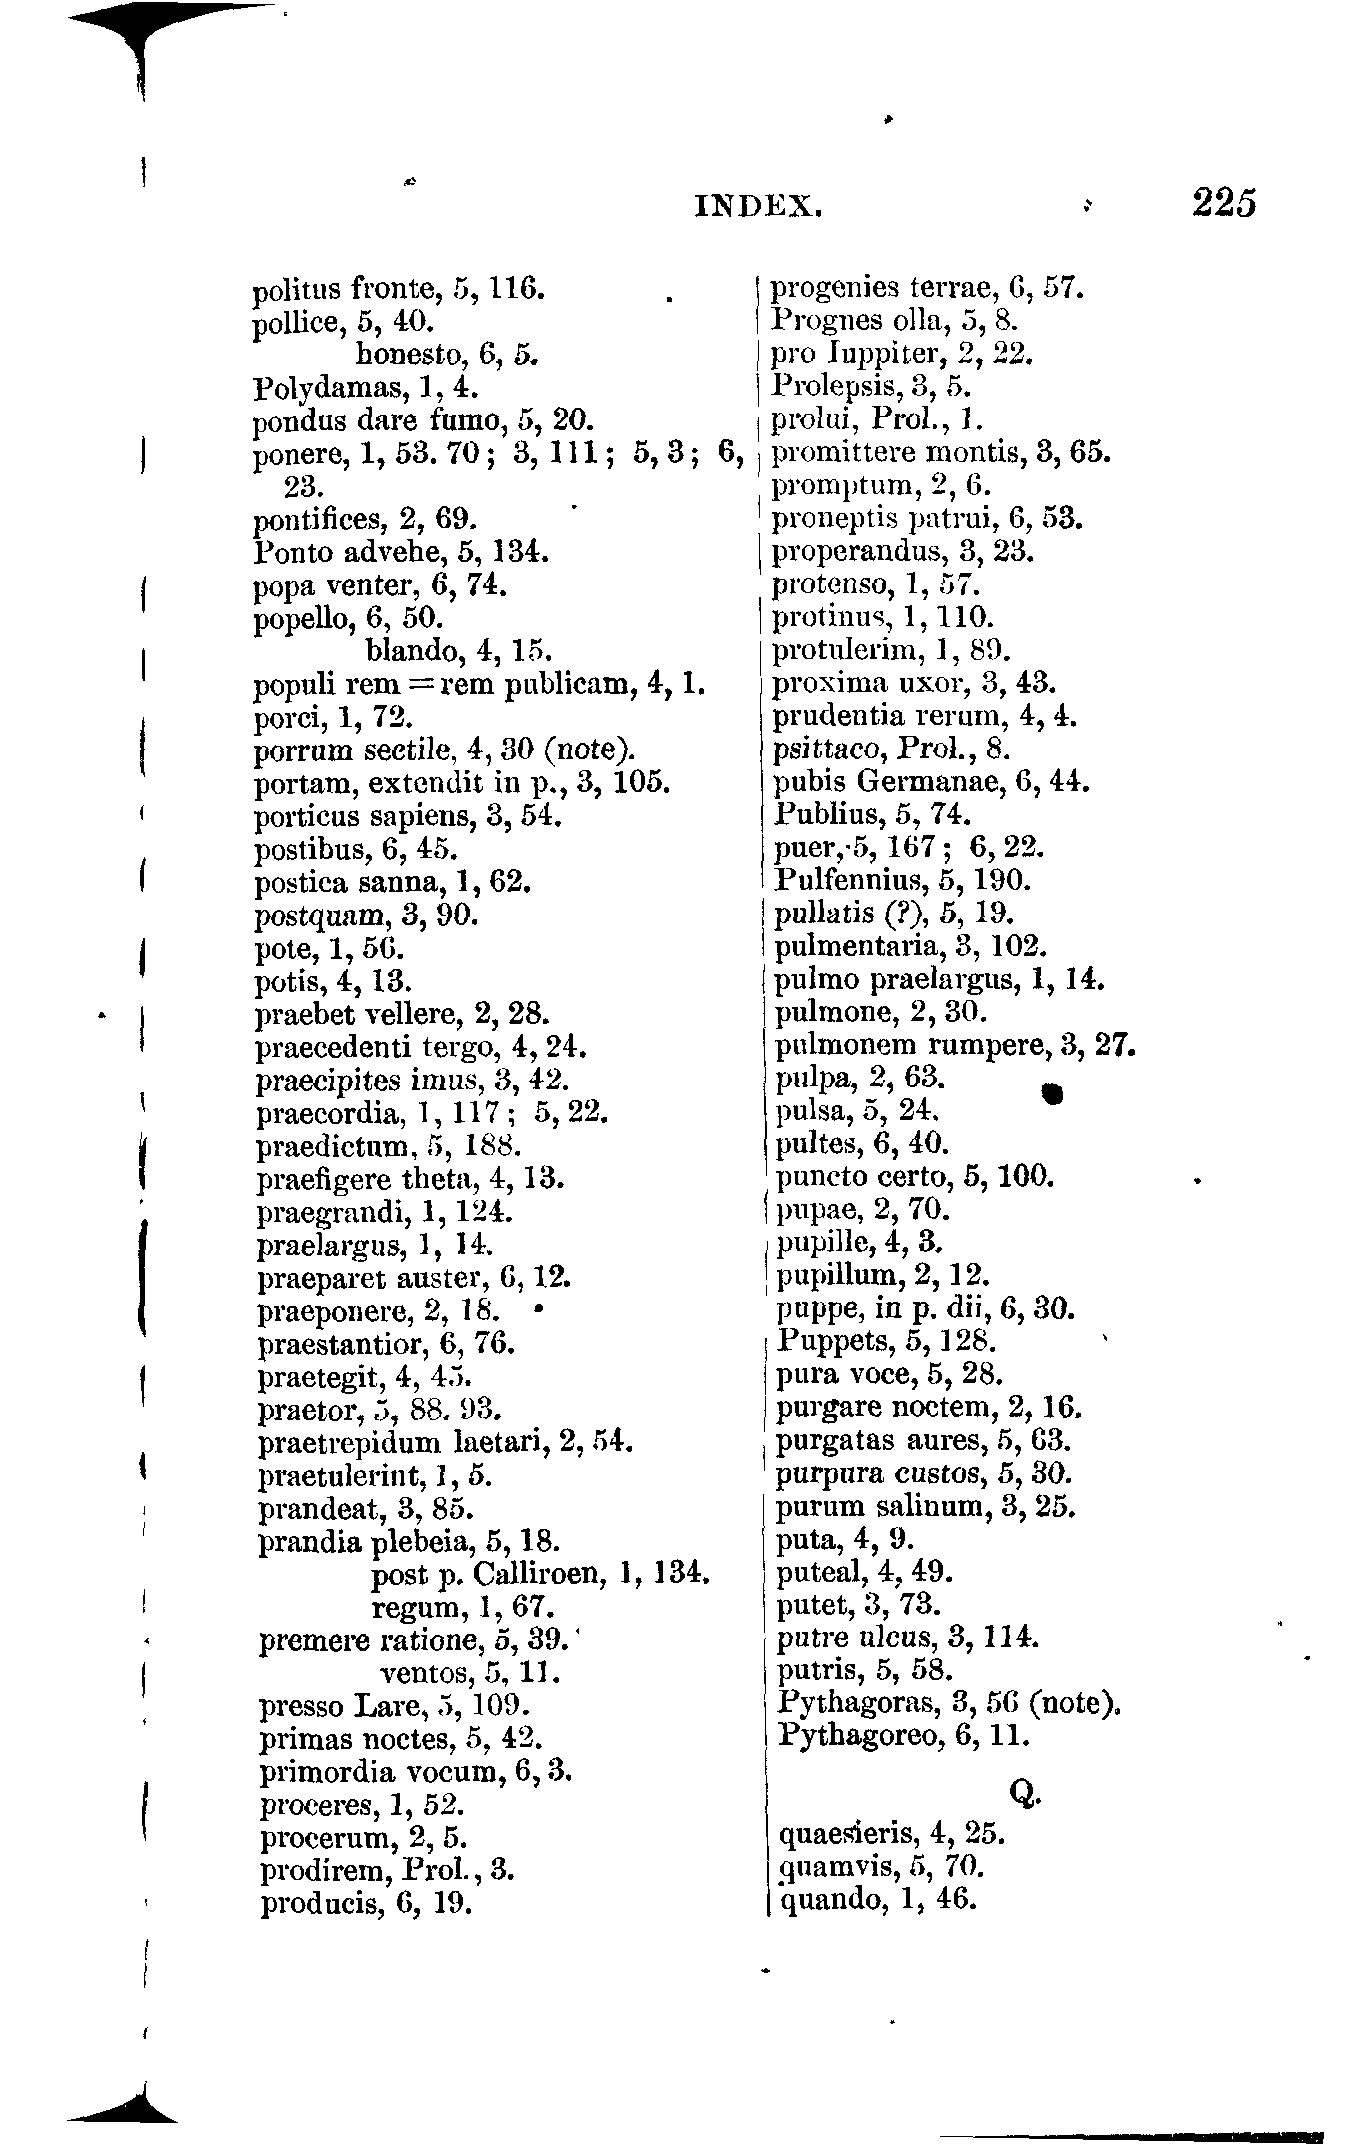 INDEX. 225
politus fronte, 5, 116.
pollice, 5, 40.
honesto, 6, 5.
Polydamas, 1, 4.
pondus dare fumo, 5, 20.
ponere, 1, 53. 70; 3, 111; 5, 3; 6,
23.
pontifices, 2, 69.
Ponto advehe, 5, 134.
popa venter, 6, 74.
popello, 6, 50.
blando, 4, 15.
populi rem = rem publicam, 4, 1.
porci, 1, 72.
porrum sectile, 4, 30 (note).
portam, extendit in p., 3, 105.
porticus sapiens, 3, 54.
postibus, 6, 45.
postica sanna, 1, 62.
postquam, 3, 90.
pote, 1, 56.
potis, 4, 13.
praebet vellere, 2, 28.
praecedenti tergo, 4, 24.
praecipites imus, 3, 42.
praecordia, 1, 117; 5, 22.
praedictum, 5, 188.
praefigere theta, 4, 13.
praegrandi, 1, 124.
praelargus, 1, 14.
praeparet auster, 6, 12.
praeponere, 2, 18.
praestantior, 6, 76.
praetegit, 4, 45.
praetor, 5, 88. 93.
praetrepidum laetari, 2, 54.
praetulerint, 1, 5.
prandeat, 3, 85.
prandia plebeia, 5, 18.
post p. Calliroen, 1, 134.
regum, 1, 67.
premere ratione, 5, 39.
ventos, 5, 11.
presso Lare, 5, 109.
primas noctes, 5, 42.
primordia vocum, 6, 3.
proceres, 1, 52.
procerum, 2, 5.
prodirem, Prol., 3.
producis, 6, 19.
progenies terrae, 6, 57.
Prognes olla, 5, 8.
pro Iuppiter, 2, 22.
Prolepsis, 3, 5.
prolui, Prol., 1.
promittere montis, 3, 65.
promptum, 2, 6.
proneptis patrui, 6, 53.
properandus, 3, 23.
protenso, 1, 57.
protinus, 1, 110.
protulerim, 1, 89.
proxima uxor, 3, 43.
prudentia rerum, 4, 4.
psittaco, Prol., 8.
pubis Germanae, 6, 44.
Publius, 5, 74.
puer, 5, 167; 6, 22.
Pulfennius, 5, 190.
pullatis (?), 5, 19.
pulmentaria, 3, 102.
pulmo praelargus, 1, 14.
pulmone, 2, 30.
pulmonem rumpere, 3, 27.
pulpa, 2, 63.
pulsa, 5, 24.
pultes, 6, 40.
puncto certo, 5, 100.
pupae, 2, 70.
pupille, 4, 3.
pupillum, 2, 12.
puppe, in p. dii, 6, 30.
Puppets, 5, 128.
pura voce, 5, 28.
purgare noctem, 2, 16.
purgatas aures, 5, 63.
purpura custos, 5, 30.
purum salinum, 3, 25.
puta, 4, 9.
puteal, 4, 49.
putet, 3, 73.
putre ulcus, 3, 114.
putris, 5, 58.
Pythagoras, 3, 56 (note).
Pythagoreo, 6, 11.
Q.
quaesieris, 4, 25.
quamvis, 5, 70.
quando, 1, 46.